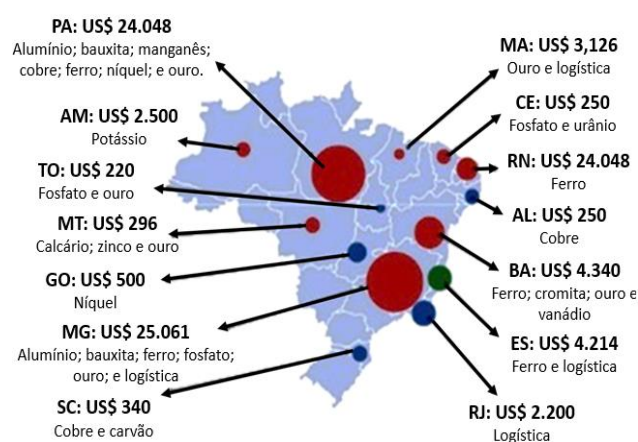 PA: US$ 24.048
Alumínio; bauxita; manganês;
cobre; ferro; níquel; e ouro.
AM: US$ 2.500
Potássio
TO: US$ 220
Fosfato e ouro
MT: US$ 296
Calcário; zinco e ouro
GO: US$ 500
Níquel
MG: US$ 25.061
Alumínio; bauxita; ferro; fosfato;
ouro; e logística
SC: US$ 340
Cobre e carvão
MA: US$ 3,126
Ouro e logística
CE: US$ 250
Fosfato e urânio
RN: US$ 24.048
Ferro
AL: US$ 250
Cobre
BA: US$ 4.340
Ferro; cromita; ouro e
vanádio
ES: US$ 4.214
Ferro e logística
RJ: US$ 2.200
Logística